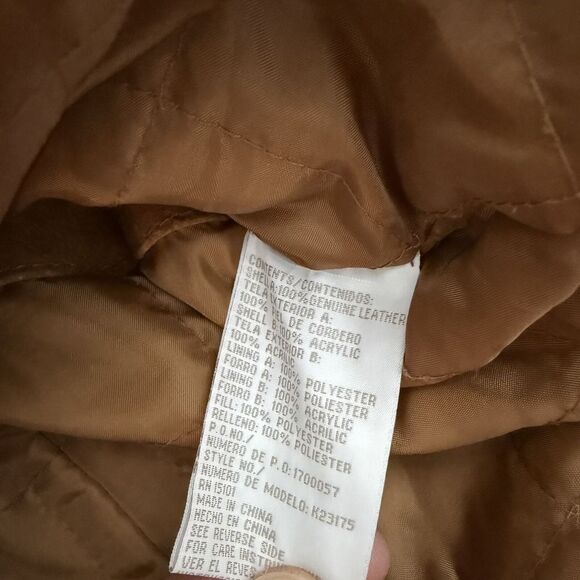 CONTENTS/CONTENIDOS:
SHELL A:100% GENUINE LEATHER
TELA EXTERIOR A:
100% PIEL DE CORDERO
SHELL B:100% ACRYLIC
TELA EXTERIOR B:
100% ACRILIC
LINING A: 100% POLYESTER
FORRO A: 100% POLIESTER
LINING B: 100% ACRYLIC
FORRO B: 100% ACRILIC
FILL: 100% POLYESTER
RELLENO: 100% POLIESTER
P.O.NO./
NUMERO DE P.O:1700057
STYLE NO./
NUMERO DE MODELO: K23175
RN 15101
MADE IN CHINA
HECHO EN CHINA
SEE REVERSE SIDE
FOR CARE INSTR
VER EL REVES